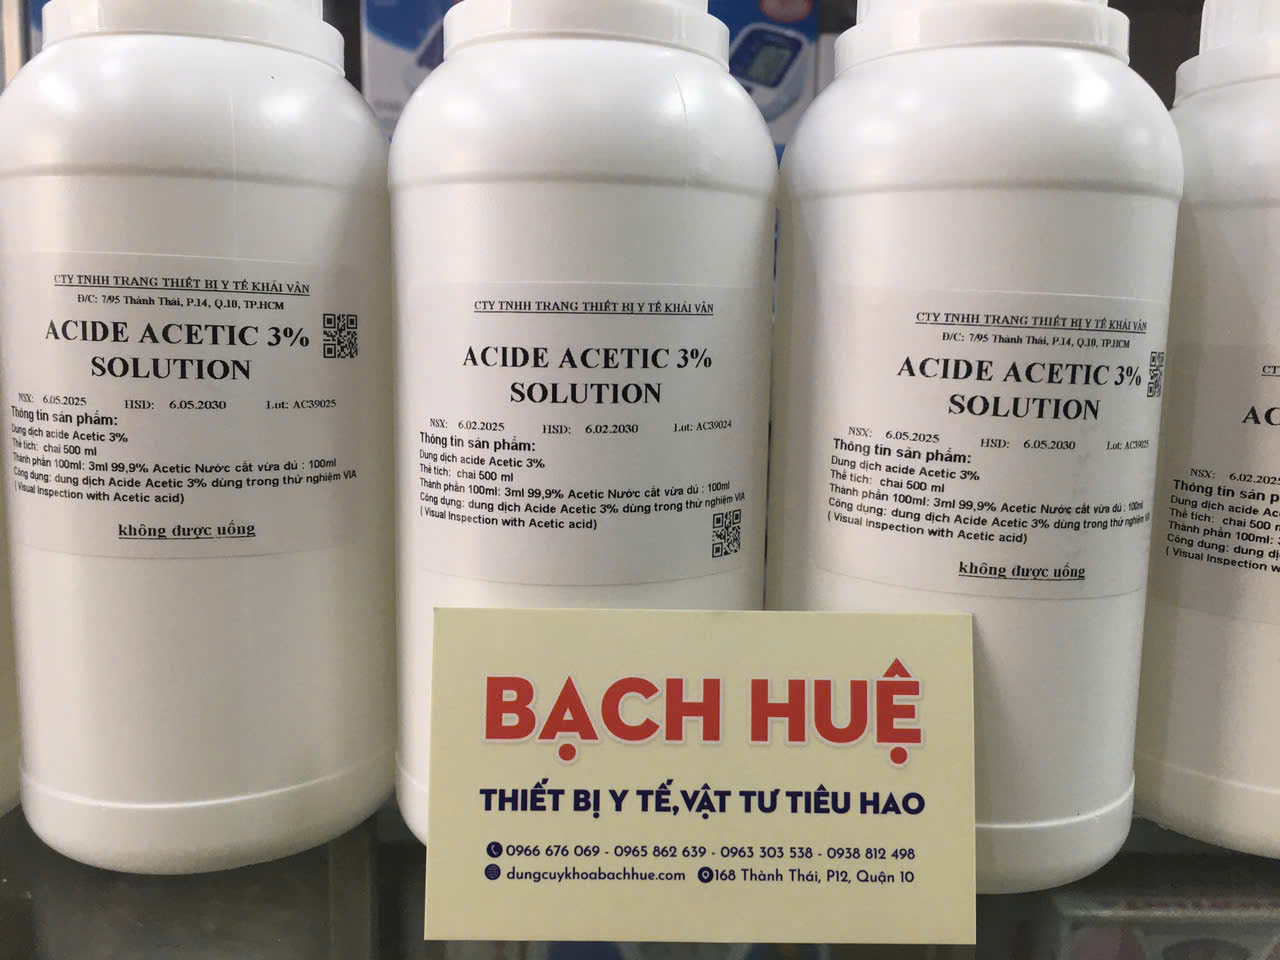 CTY TNHH TRANG THIẾT BỊ Y TẾ KHẢI VÂN
Đ/C: 7/95 Thành Thái, P.14, Q.10, TP.HCM
ACIDE ACETIC 3%
SOLUTION
NSX: 6.05.2025 HSD: 6.05.2030 Lut: AC39025
Thông tin sản phẩm:
Dung dịch acide Acetic 3%
Thể tích: chai 500 ml
Thành phần 100ml: 3ml 99,9% Acetic Nước cất vừa đủ : 100ml
Công dụng: dung dịch Acide Acetic 3% dùng trong thử nghiệm VIA
( Visual Inspection with Acetic acid)
không được uống
CTY TNHH TRANG THIẾT BỊ Y TẾ KHẢI VÂN
ACIDE ACETIC 3%
SOLUTION
NSX: 6.02.2025 HSD: 6.02.2030 Lut: AC39024
Thông tin sản phẩm:
Dung dịch acide Acetic 3%
Thể tích: chai 500 ml
Thành phần 100ml: 3ml 99,9% Acetic Nước cất vừa đủ : 100ml
Công dụng: dung dịch Acide Acetic 3% dùng trong thử nghiệm VIA
( Visual Inspection with Acetic acid)
CTY TNHH TRANG THIẾT BỊ Y TẾ KHẢI VÂN
Đ/C: 7/95 Thành Thái, P.14, Q.10, TP.HCM
ACIDE ACETIC 3%
SOLUTION
NSX: 6.05.2025 HSD: 6.05.2030 Lut: AC39025
Thông tin sản phẩm:
Dung dịch acide Acetic 3%
Thể tích: chai 500 ml
Thành phần 100ml: 3ml 99,9% Acetic Nước cất vừa đủ : 100ml
Công dụng: dung dịch Acide Acetic 3% dùng trong thử nghiệm VIA
( Visual Inspection with Acetic acid)
không được uống
NSX: 6.02.2025
Thông tin sản
Dung dịch acide Acetic
Thể tích: chai 500
Thành phần 100ml:
Công dụng: dung
( Visual Inspection with
BẠCH HUỆ
THIẾT BỊ Y TẾ,VẬT TƯ TIÊU HAO
0966 676 069 - 0965 862 639 - 0963 303 538 - 0938 812 498
dungcuykhoabachhue.com 168 Thành Thái, P12, Quận 10